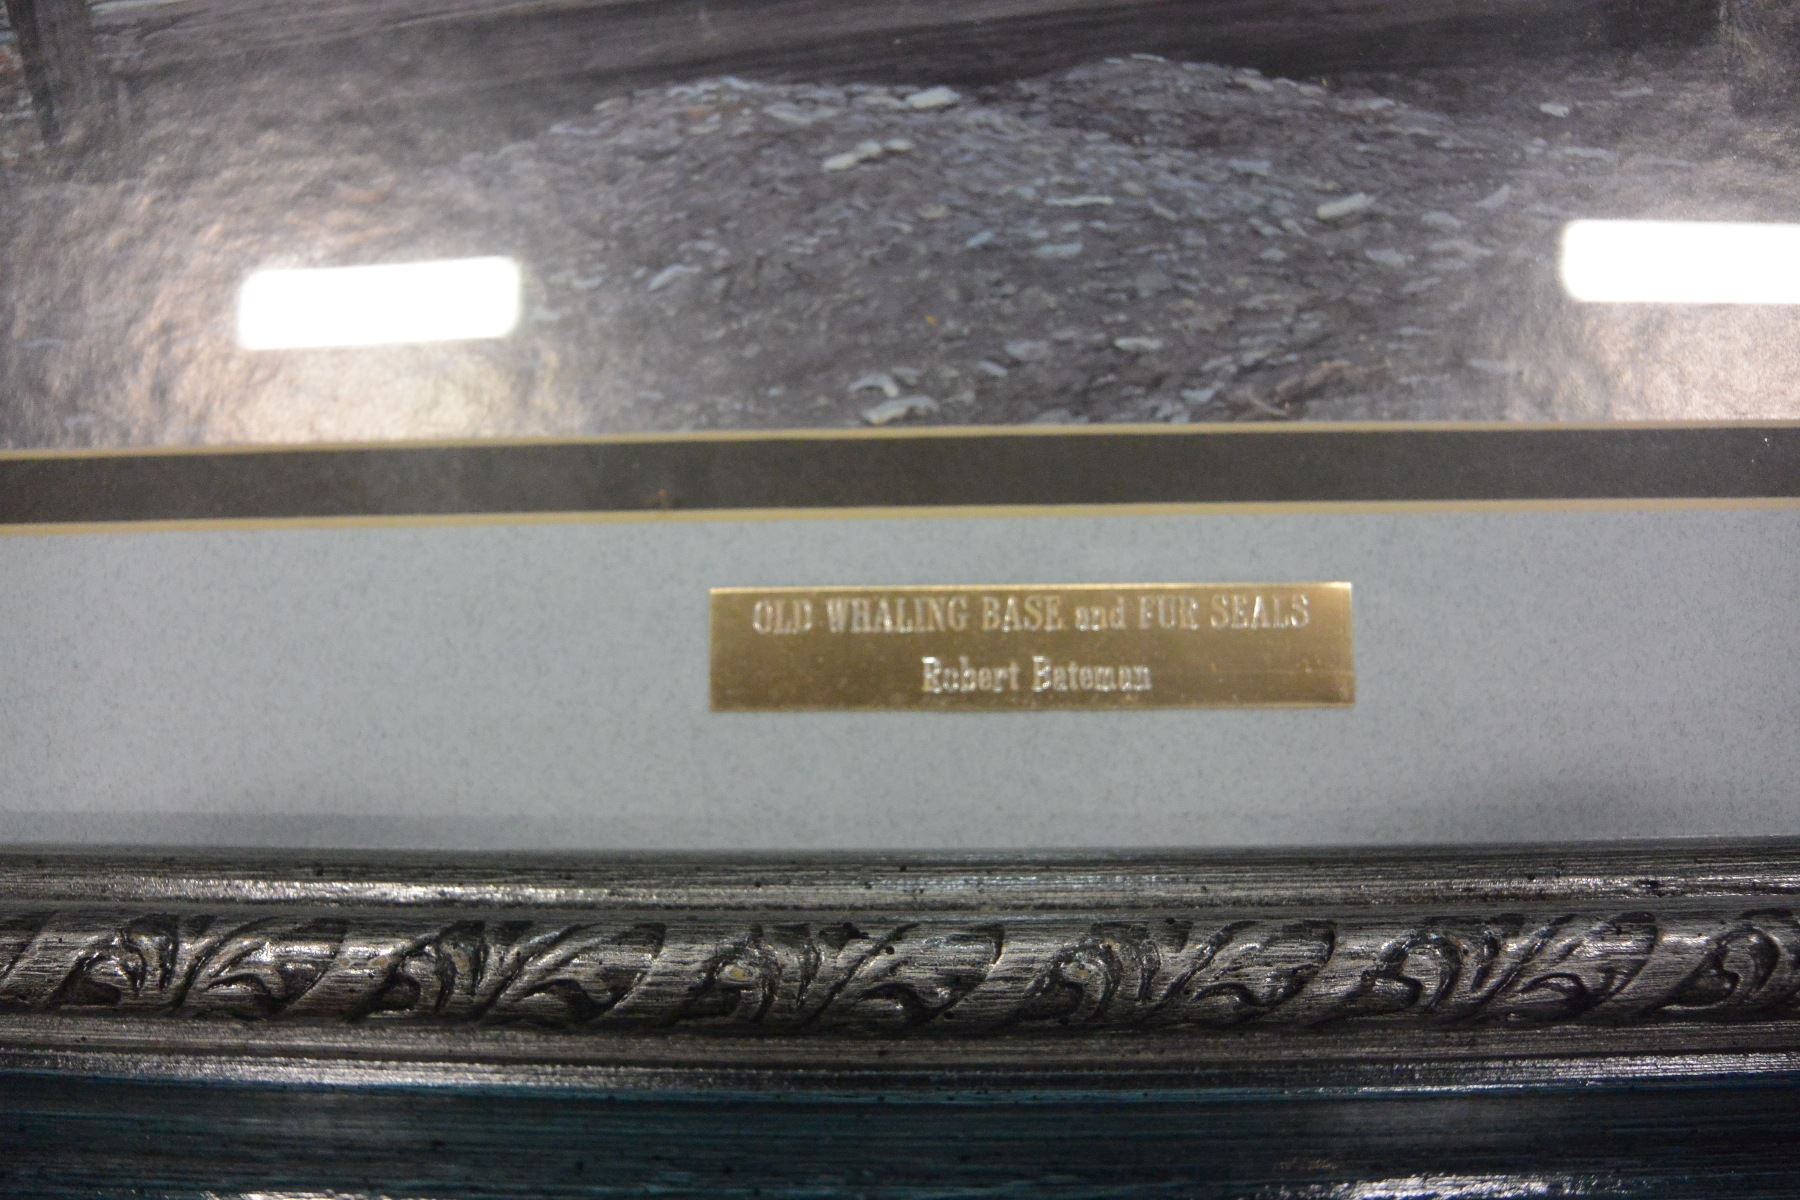 OLD WHALING BASE and FUR SEALS
Robert Bateman